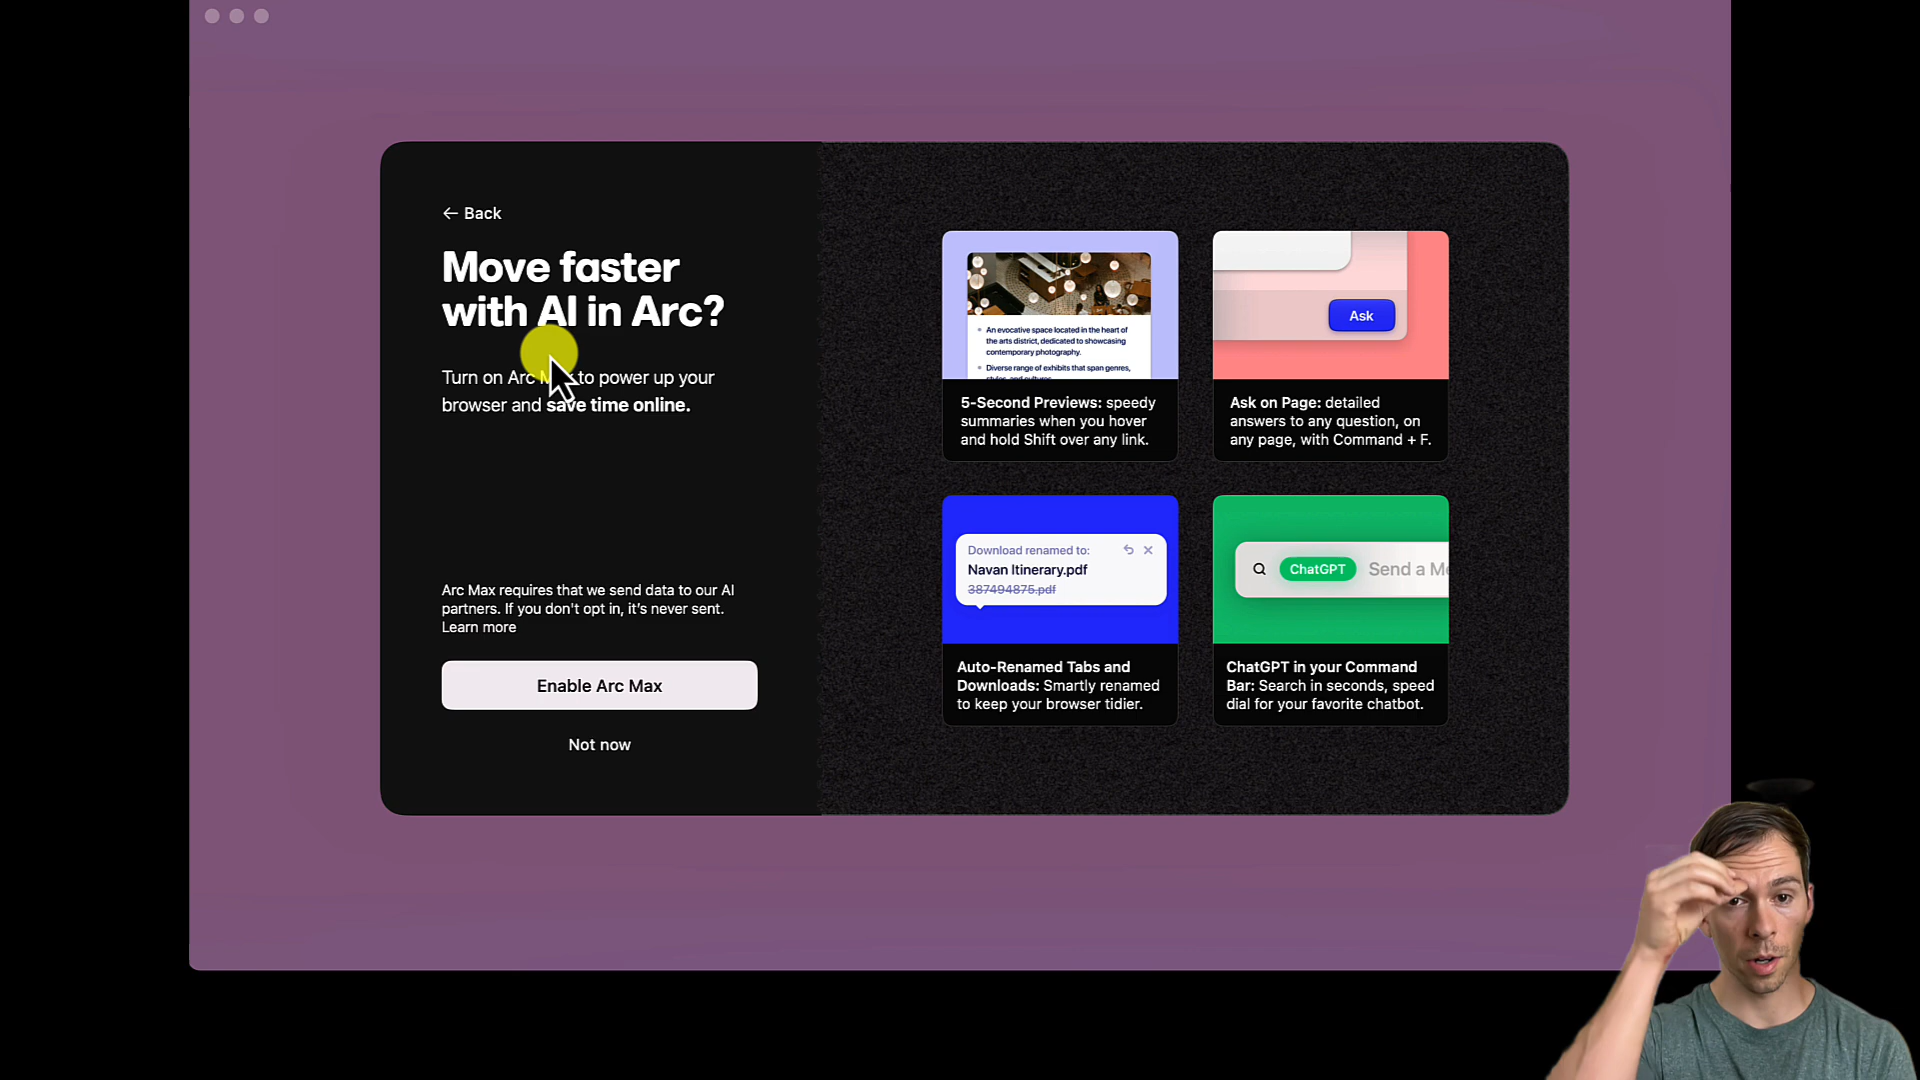 ← Back
Move faster
with AI in Arc?
Turn on Arc to power up your
browser and save time online.
Arc Max requires that we send data to our AI
partners. If you don't opt in, it's never sent.
Learn more
Enable Arc Max
Not now
An evocative space located in the heart of
the arts district, dedicated to showcasing
contemporary photography.
Diverse range of exhibits that span genres,
styles, and cultures.
5-Second Previews: speedy
summaries when you hover
and hold Shift over any link.
Ask
Ask on Page: detailed
answers to any question, on
any page, with Command + F.
Download renamed to:
Navan Itinerary.pdf
387494875.pdf
Auto-Renamed Tabs and
Downloads: Smartly renamed
to keep your browser tidier.
ChatGPT Send a Me
ChatGPT in your Command
Bar: Search in seconds, speed
dial for your favorite chatbot.